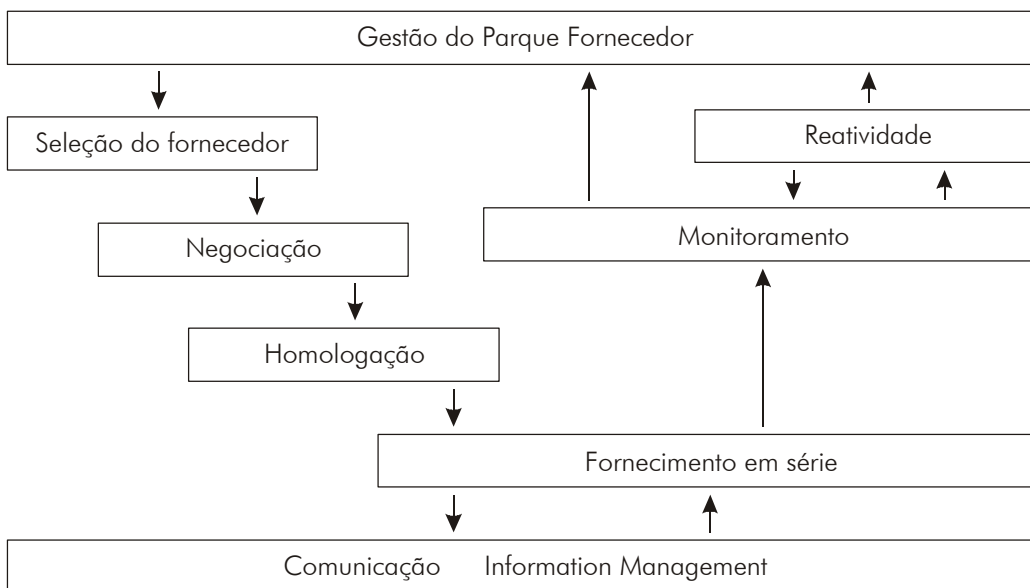 Gestão do Parque Fornecedor
Seleção do fornecedor
Reatividade
Negociação
Monitoramento
Homologação
Fornecimento em série
Comunicação Information Management